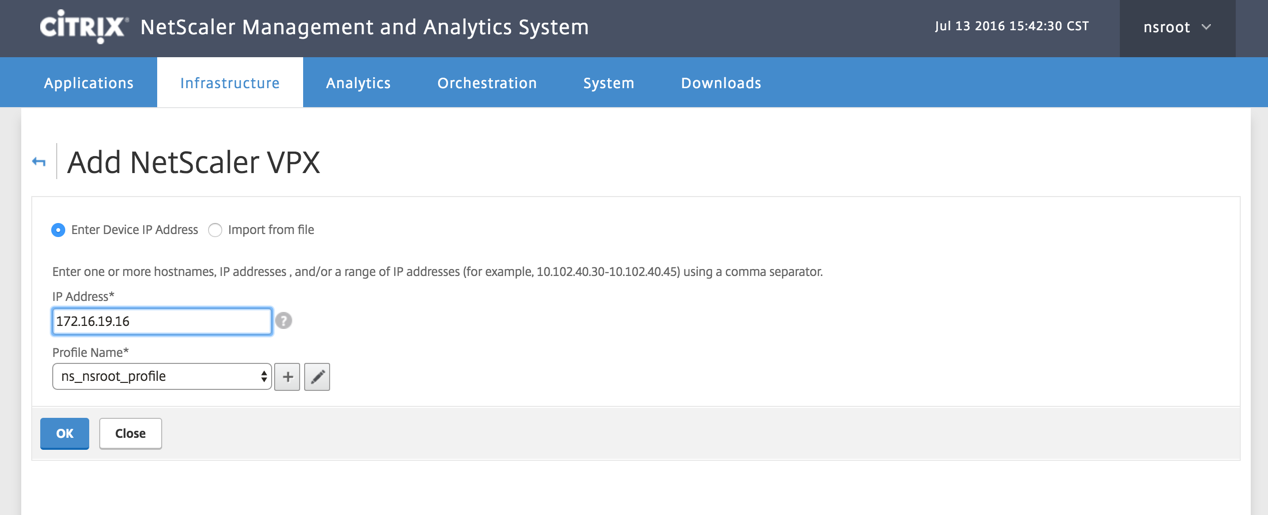 CİTRIX NetScaler Management and Analytics System Jul 13 2016 15:42:30 CST nsroot
Applications Infrastructure Analytics Orchestration System Downloads
Add NetScaler VPX
Enter Device IP Address Import from file
Enter one or more hostnames, IP addresses , and/or a range of IP addresses (for example, 10.102.40.30-10.102.40.45) using a comma separator.
IP Address*
172.16.19.16 ?
Profile Name*
ns_nsroot_profile +
OK Close